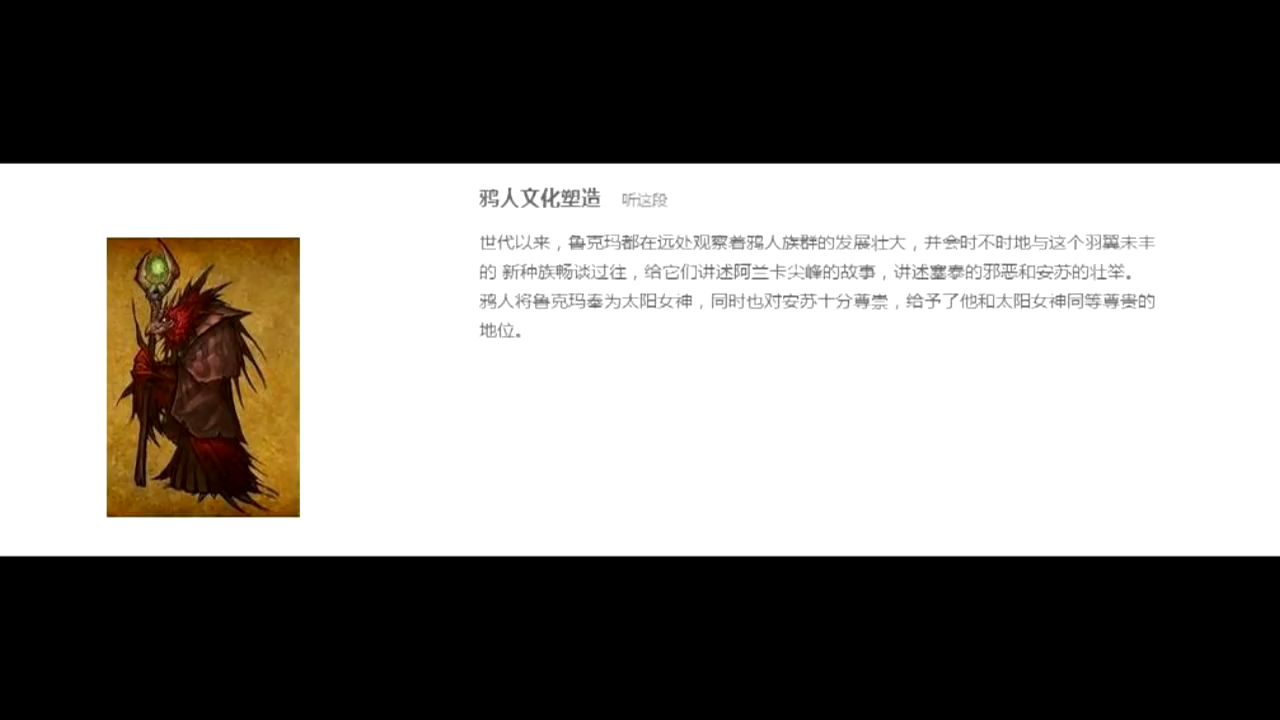 鸦人文化塑造 听这段
世代以来，鲁克玛都在远处观察着鸦人族群的发展壮大，并会时不时地与这个羽翼未丰
的 新种族畅谈过往，给它们讲述阿兰卡尖峰的故事，讲述塞泰的邪恶和安苏的壮举。
鸦人将鲁克玛奉为太阳女神，同时也对安苏十分尊崇，给予了他和太阳女神同等尊贵的
地位。